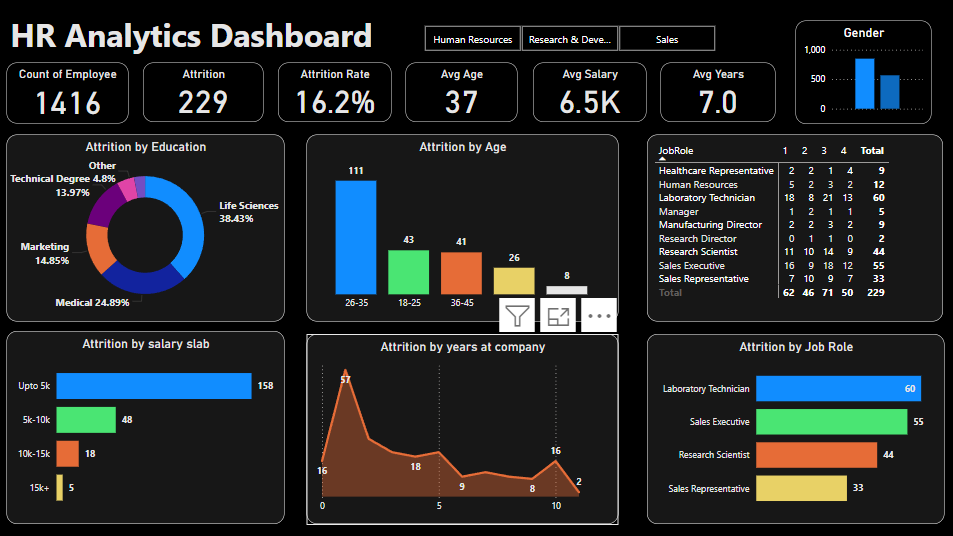 HR Analytics Dashboard
Human Resources
Research & Deve...
Sales
Gender
1,000
500
0
Count of Employee
1416
Attrition
229
Attrition Rate
16.2%
Avg Age
37
Avg Salary
6.5K
Avg Years
7.0
Attrition by Education
Other
4.8%
Technical Degree
13.97%
Life Sciences
38.43%
Marketing
14.85%
Medical 24.89%
Attrition by Age
111
43
41
26
8
26-35
18-25
36-45
JobRole 1 2 3 4 Total
Healthcare Representative 2 2 1 4 9
Human Resources 5 2 3 2 12
Laboratory Technician 18 8 21 13 60
Manager 1 2 1 1 5
Manufacturing Director 2 2 3 2 9
Research Director 0 1 1 0 2
Research Scientist 11 10 14 9 44
Sales Executive 16 9 18 12 55
Sales Representative 7 10 9 7 33
Total 62 46 71 50 229
Attrition by salary slab
Upto 5k 158
5k-10k 48
10k-15k 18
15k+ 5
Attrition by years at company
57
16
18
9
8
16
2
0
5
10
Attrition by Job Role
Laboratory Technician 60
Sales Executive 55
Research Scientist 44
Sales Representative 33